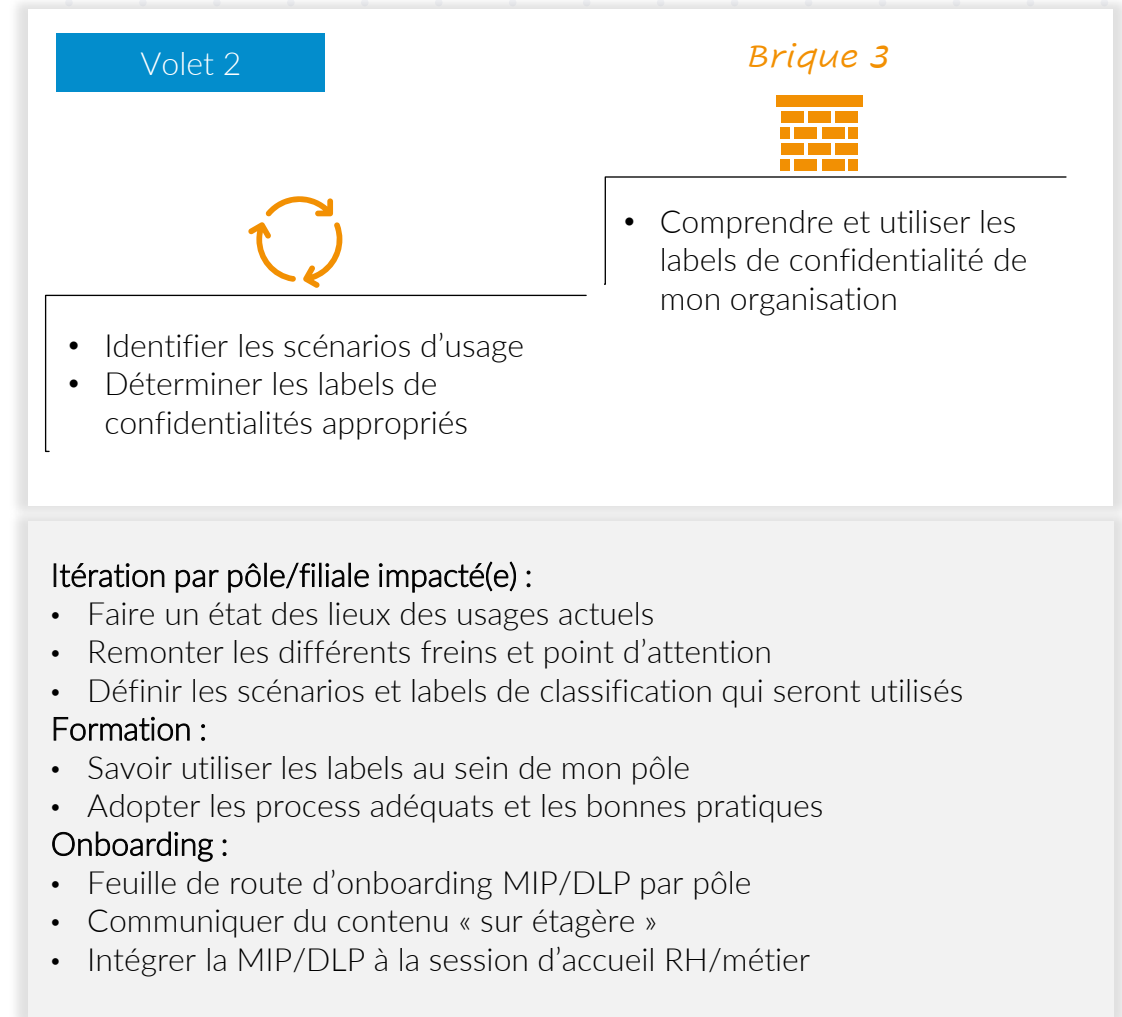 Volet 2
Brique 3
• Comprendre et utiliser les
labels de confidentialité de
mon organisation
• Identifier les scénarios d’usage
• Déterminer les labels de
confidentialités appropriés
Itération par pôle/filiale impacté(e) :
• Faire un état des lieux des usages actuels
• Remonter les différents freins et point d’attention
• Définir les scénarios et labels de classification qui seront utilisés
Formation :
• Savoir utiliser les labels au sein de mon pôle
• Adopter les process adéquats et les bonnes pratiques
Onboarding :
• Feuille de route d’onboarding MIP/DLP par pôle
• Communiquer du contenu « sur étagère »
• Intégrer la MIP/DLP à la session d’accueil RH/métier